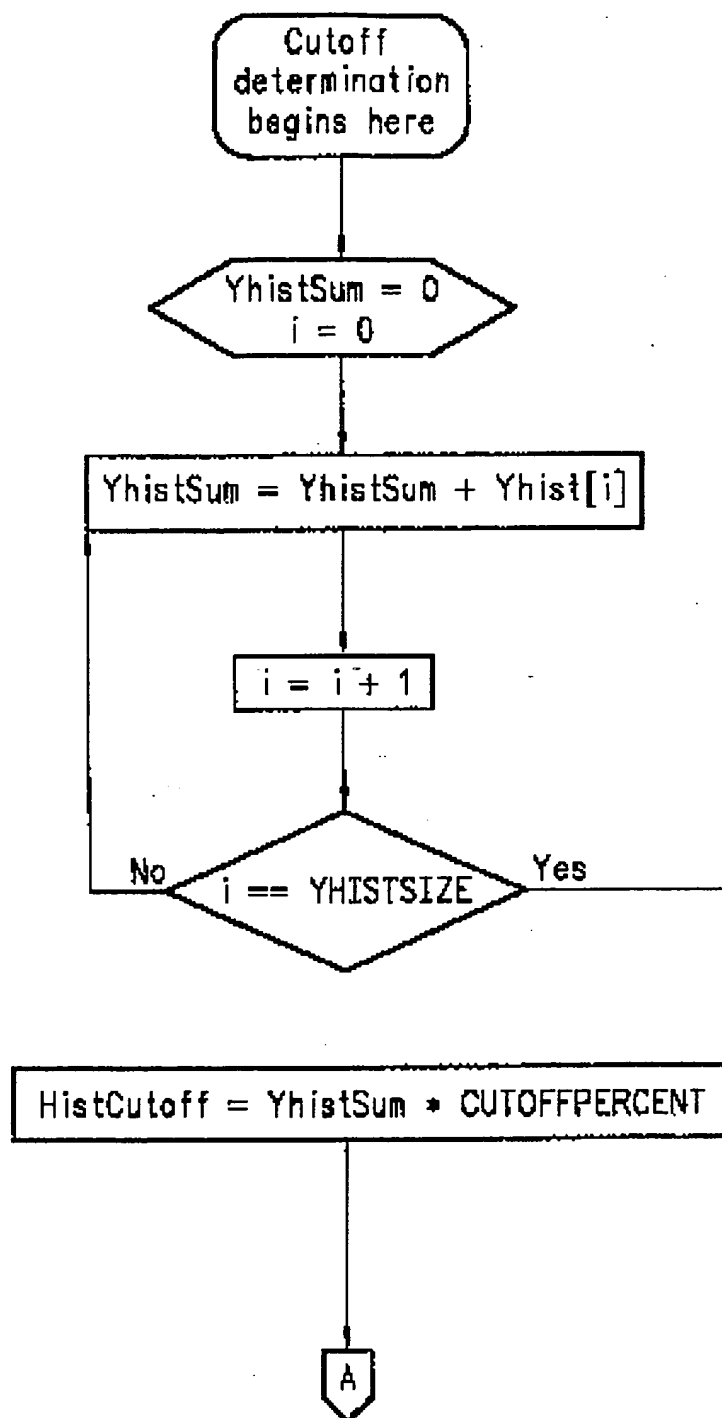 Cutoff
determination
begins here
YhistSum = 0
i = 0
YhistSum = YhistSum + Yhist[i]
i = i + 1
No
i == YHISTSIZE
Yes
HistCutoff = YhistSum * CUTOFFPERCENT
A